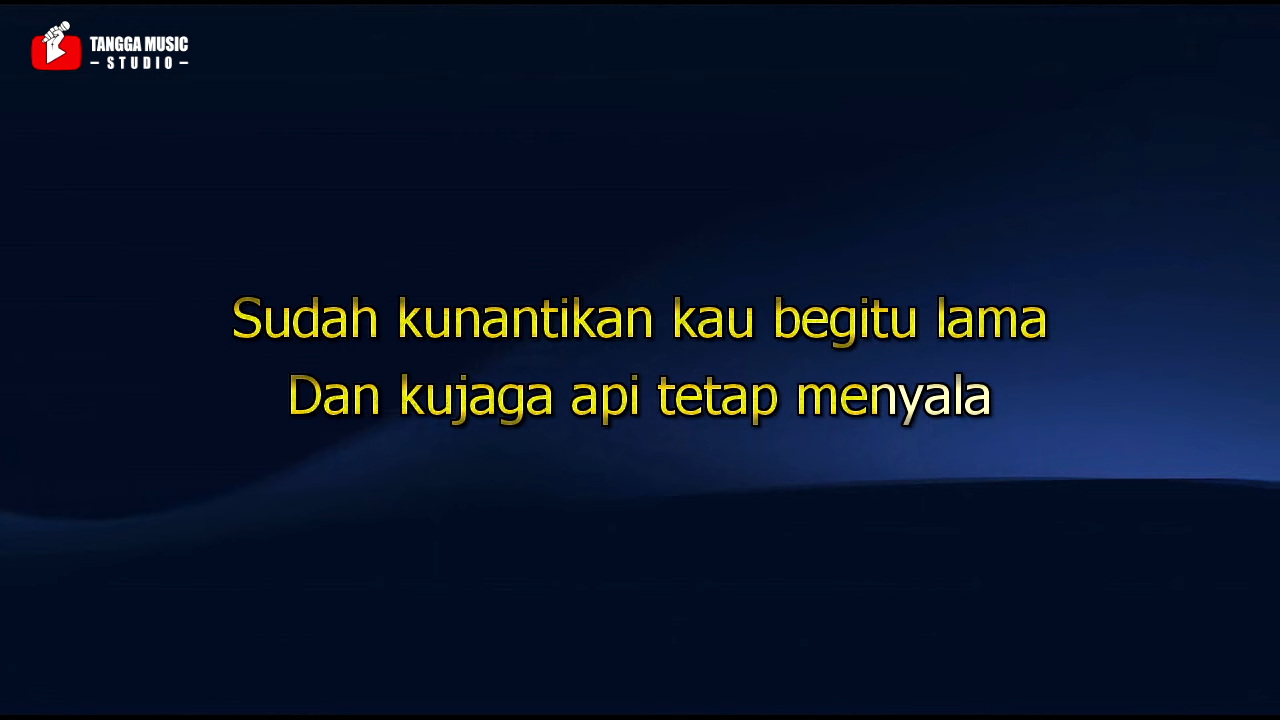 TANGGA MUSIC
– STUDIO –
Sudah kunantikan kau begitu lama
Dan kujaga api tetap menyala